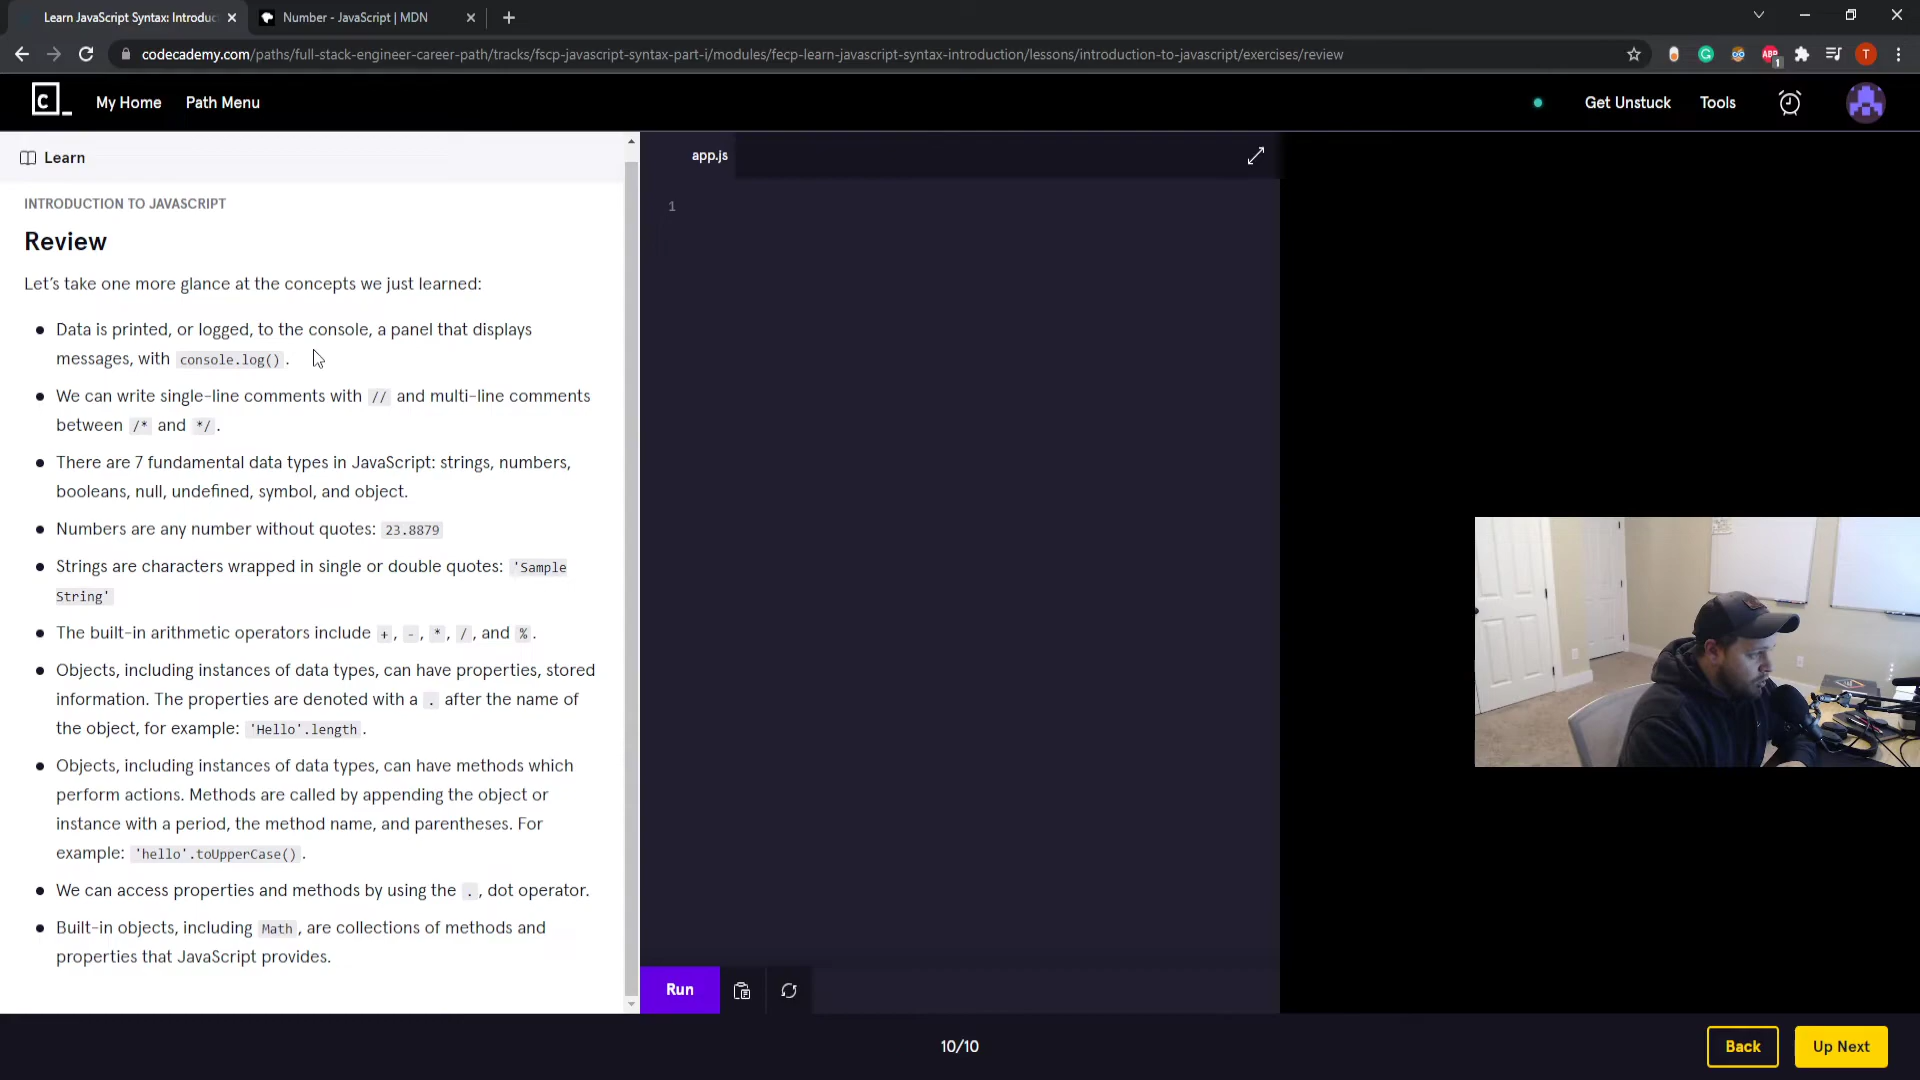 Learn JavaScript Syntax: Introduc
Number - JavaScript | MDN
codecademy.com/paths/full-stack-engineer-career-path/tracks/fscp-javascript-syntax-part-i/modules/fecp-learn-javascript-syntax-introduction/lessons/introduction-to-javascript/exercises/review
ABP
1
T
c_
My Home
Path Menu
Get Unstuck
Tools
Learn
app.js
INTRODUCTION TO JAVASCRIPT
1
Review
Let's take one more glance at the concepts we just learned:
Data is printed, or logged, to the console, a panel that displays
messages, with console.log().
We can write single-line comments with // and multi-line comments
between /* and */.
There are 7 fundamental data types in JavaScript: strings, numbers,
booleans, null, undefined, symbol, and object.
Numbers are any number without quotes: 23.8879
Strings are characters wrapped in single or double quotes: 'Sample
String'
The built-in arithmetic operators include +, -, *, /, and %.
Objects, including instances of data types, can have properties, stored
information. The properties are denoted with a . after the name of
the object, for example: 'Hello'.length.
Objects, including instances of data types, can have methods which
perform actions. Methods are called by appending the object or
instance with a period, the method name, and parentheses. For
example: 'hello'.toUpperCase().
We can access properties and methods by using the ., dot operator.
Built-in objects, including Math, are collections of methods and
properties that JavaScript provides.
Run
10/10
Back
Up Next